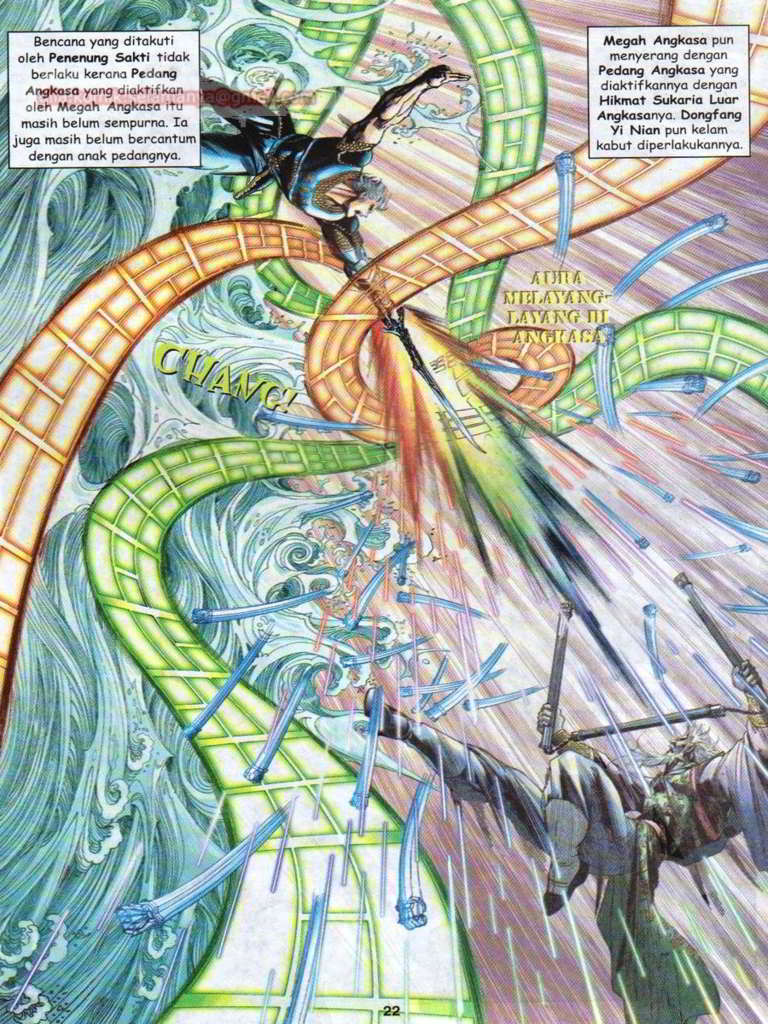 Bencana yang ditakuti
oleh Penenung Sakti tidak
berlaku kerana Pedang
Angkasa yang diaktifkan
oleh Megah Angkasa itu
masih belum sempurna. Ia
juga masih belum bercantum
dengan anak pedangnya.
Megah Angkasa pun
menyerang dengan
Pedang Angkasa yang
diaktifkannya dengan
Hikmat Sukaria Luar
Angkasanya. Dongfang
Yi Nian pun kelam
kabut diperlakukannya.
AURA
MELAYANG-
LAYANG DI
ANGKASA
CHANG!
22